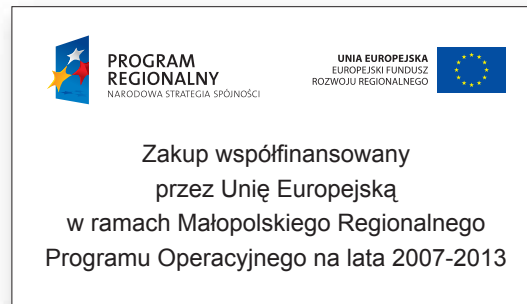 PROGRAM
REGIONALNY
NARODOWA STRATEGIA SPÓJNOŚCI
UNIA EUROPEJSKA
EUROPEJSKI FUNDUSZ
ROZWOJU REGIONALNEGO
Zakup współfinansowany
przez Unię Europejską
w ramach Małopolskiego Regionalnego
Programu Operacyjnego na lata 2007-2013